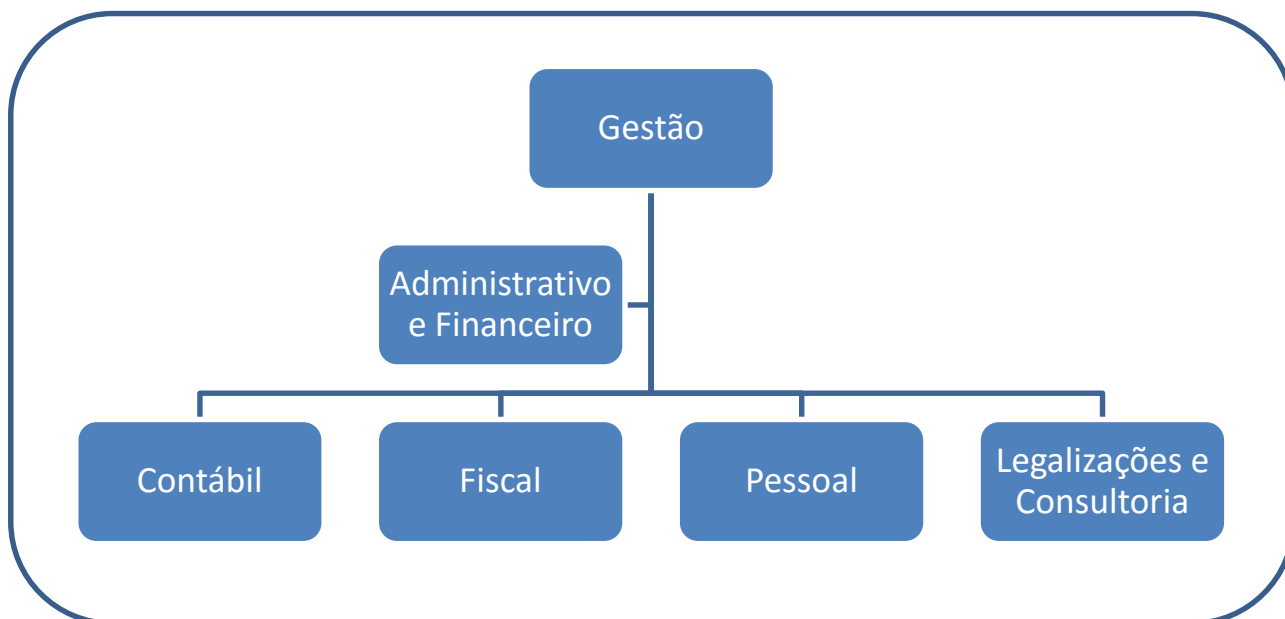 Gestão
Administrativo
e Financeiro
Contábil
Fiscal
Pessoal
Legalizações e
Consultoria